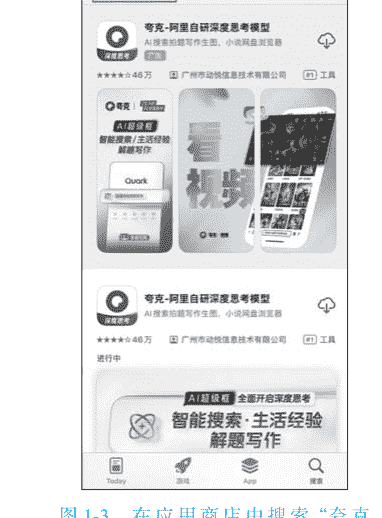 夸克-阿里自研深度思考模型
AI搜索拍题写作生图、小说网盘浏览器
广告
深度思考
★★★★☆46万
广州市动悦信息技术有限公司
#1 工具
夸克
AI超级框
智能搜索/生活经验
解题写作
Quark
看
视频
夸克
夸克-阿里自研深度思考模型
AI搜索拍题写作生图、小说网盘浏览器
深度思考
★★★★☆46万
广州市动悦信息技术有限公司
#1 工具
进行中
AI超级框 全面开启深度思考
智能搜索·生活经验
解题写作
Today
游戏
App
搜索
图 1-3 在应用商店中搜索“夸克